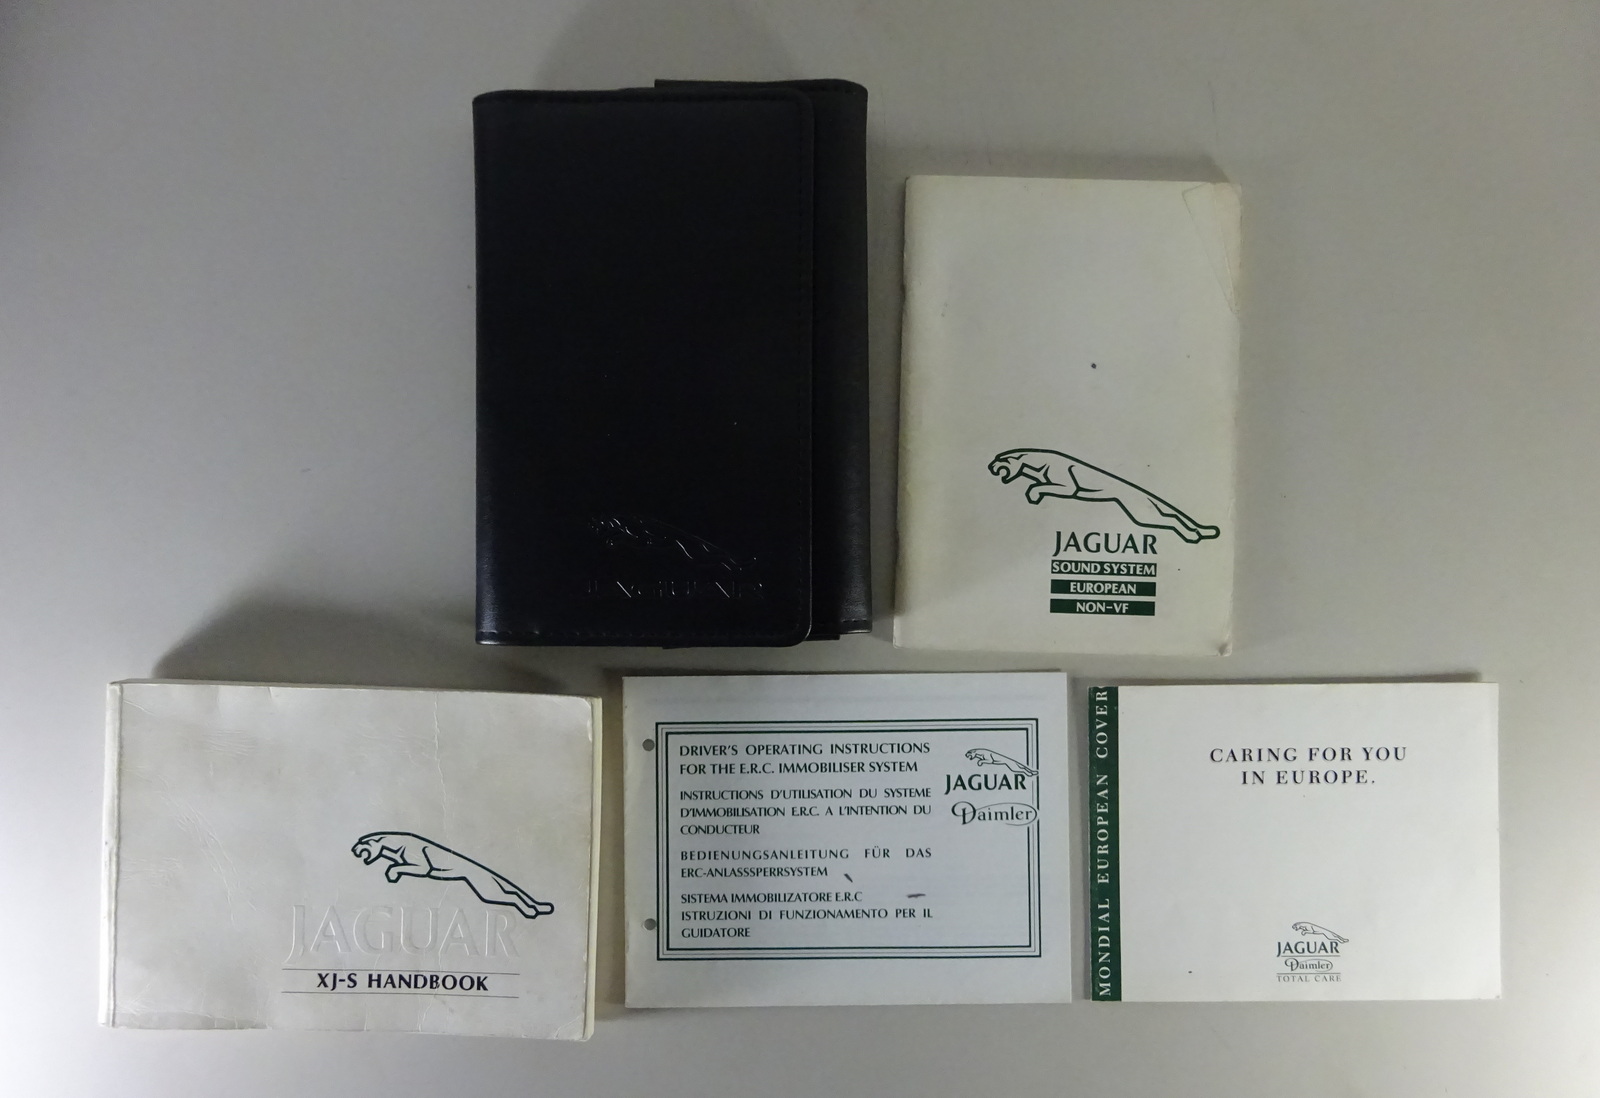 JAGUAR
JAGUAR
SOUND SYSTEM
EUROPEAN
NON-VF
JAGUAR
XJ-S HANDBOOK
DRIVER'S OPERATING INSTRUCTIONS
FOR THE E.R.C. IMMOBILISER SYSTEM
INSTRUCTIONS D'UTILISATION DU SYSTEME
D'IMMOBILISATION E.R.C. A L'INTENTION DU
CONDUCTEUR
BEDIENUNGSANLEITUNG FÜR DAS
ERC-ANLASSSPERRSYSTEM
SISTEMA IMMOBILIZATORE E.R.C
ISTRUZIONI DI FUNZIONAMENTO PER IL
GUIDATORE
JAGUAR
Daimler
MONDIAL EUROPEAN COVER
CARING FOR YOU
IN EUROPE.
JAGUAR
Daimler
TOTAL CARE